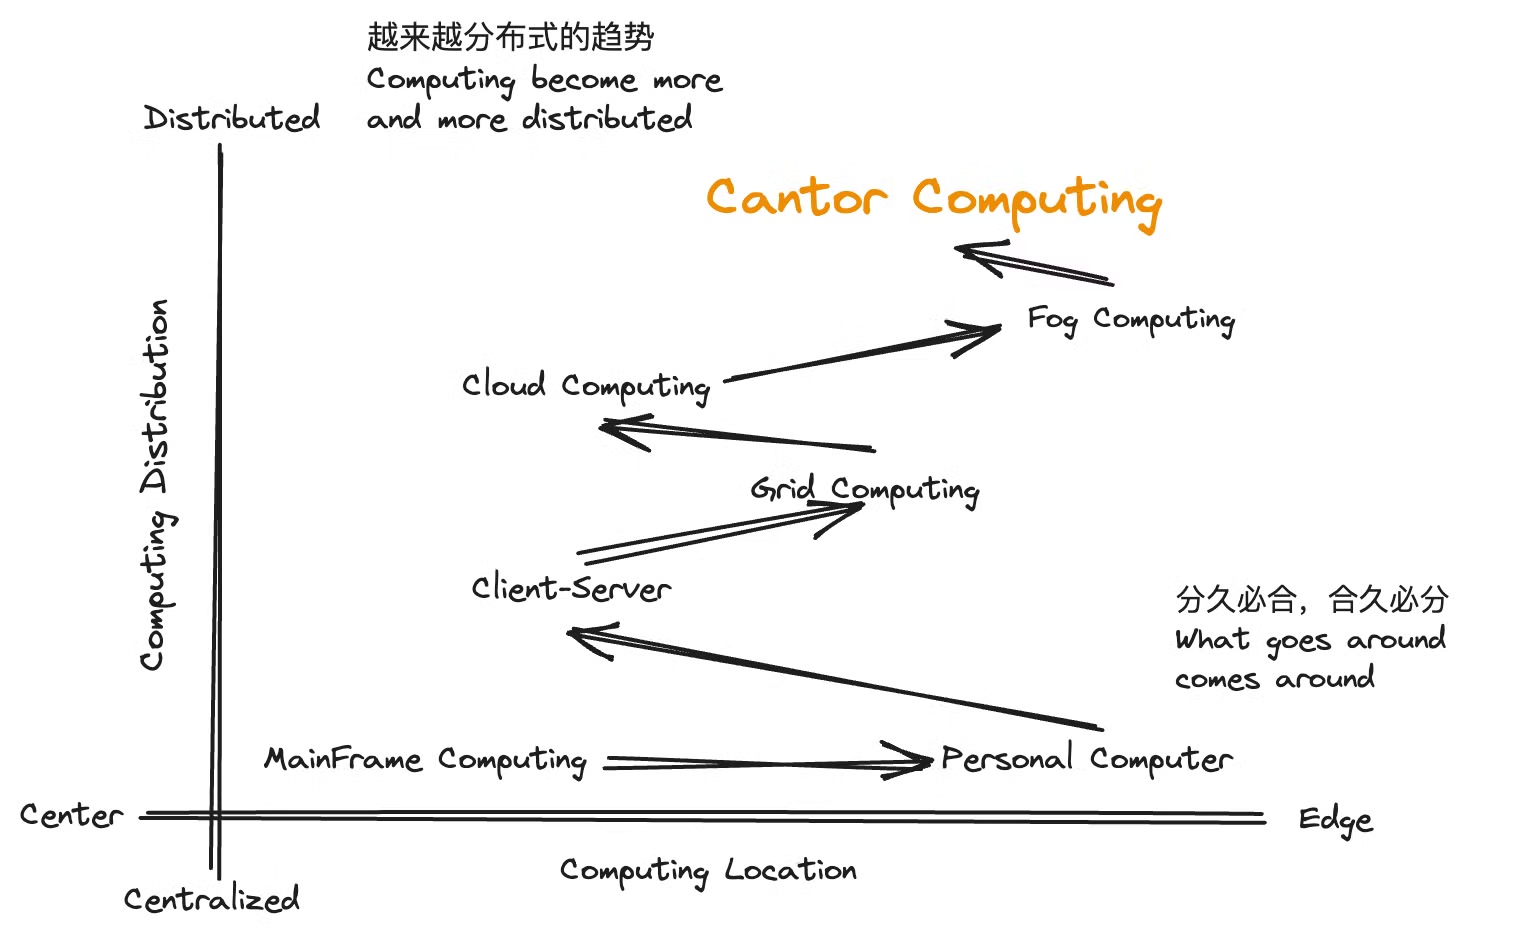 越来越分布式的趋势
Computing become more
and more distributed
Distributed
Cantor Computing
Fog Computing
Cloud Computing
Grid Computing
Computing Distribution
Client-Server
分久必合，合久必分
What goes around
comes around
MainFrame Computing
Personal Computer
Center
Edge
Computing Location
Centralized